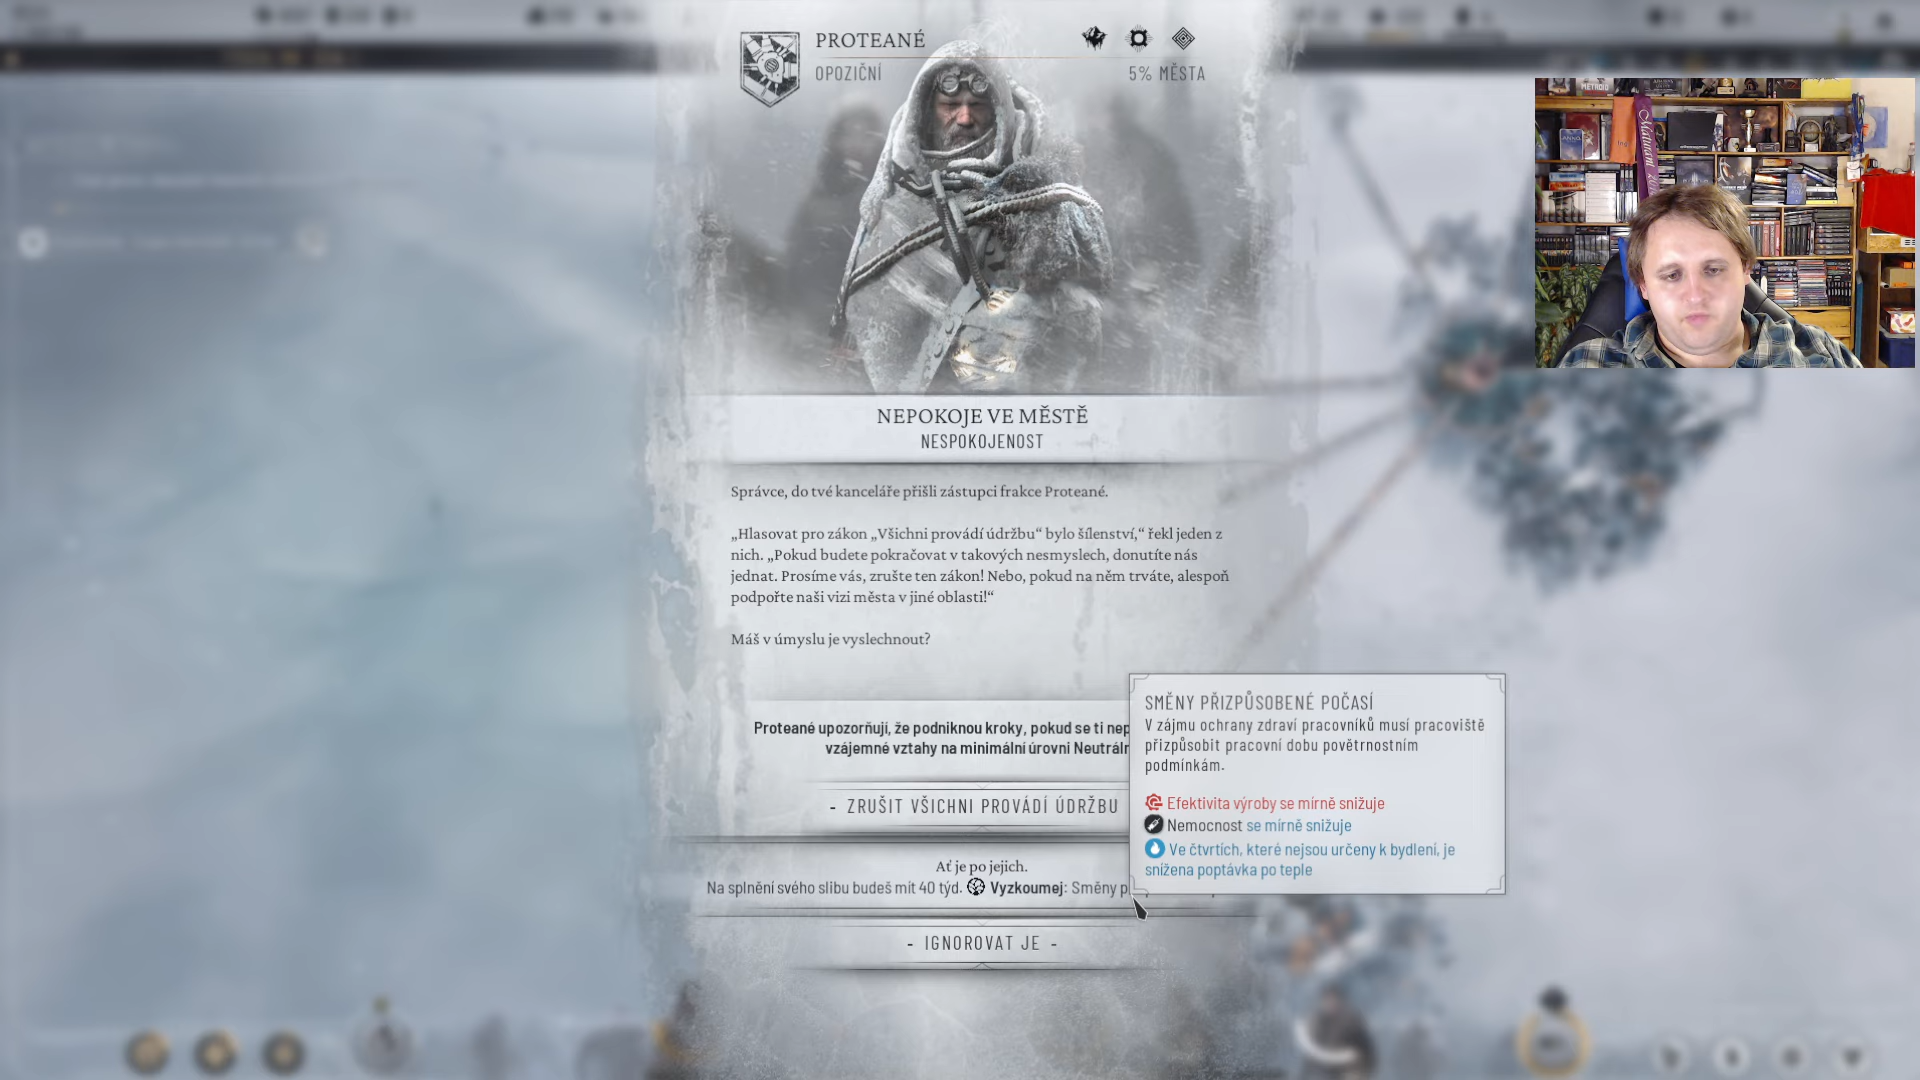 PROTEANÉ
OPOZIČNÍ
5% MĚSTA
NEPOKOJE VE MĚSTĚ
NESPOKOJENOST
Správce, do tvé kanceláře přišli zástupci frakce Proteané.
„Hlasovat pro zákon „Všichni provádí údržbu“ bylo šílenství,“ řekl jeden z
nich. „Pokud budete pokračovat v takových nesmyslech, donutíte nás
jednat. Prosíme vás, zrušte ten zákon! Nebo, pokud na něm trváte, alespoň
podpořte naši vizi města v jiné oblasti!“
Máš v úmyslu je vyslechnout?
Proteané upozorňují, že podniknou kroky, pokud se ti
vzájemné vztahy na minimální úrovni
- ZRUŠIT VŠICHNI PROVÁDÍ ÚDRŽBU
Ať je po jejich.
Na splnění svého slibu budeš mít 40 týd. Vyzkoumej: Směny
- IGNOROVAT JE -
SMĚNY PŘIZPŮSOBENÉ POČASÍ
V zájmu ochrany zdraví pracovníků musí pracoviště
přizpůsobit pracovní dobu povětrnostním
podmínkám.
Efektivita výroby se mírně snižuje
Nemocnost se mírně snižuje
Ve čtvrtích, které nejsou určeny k bydlení, je
snížena poptávka po teple